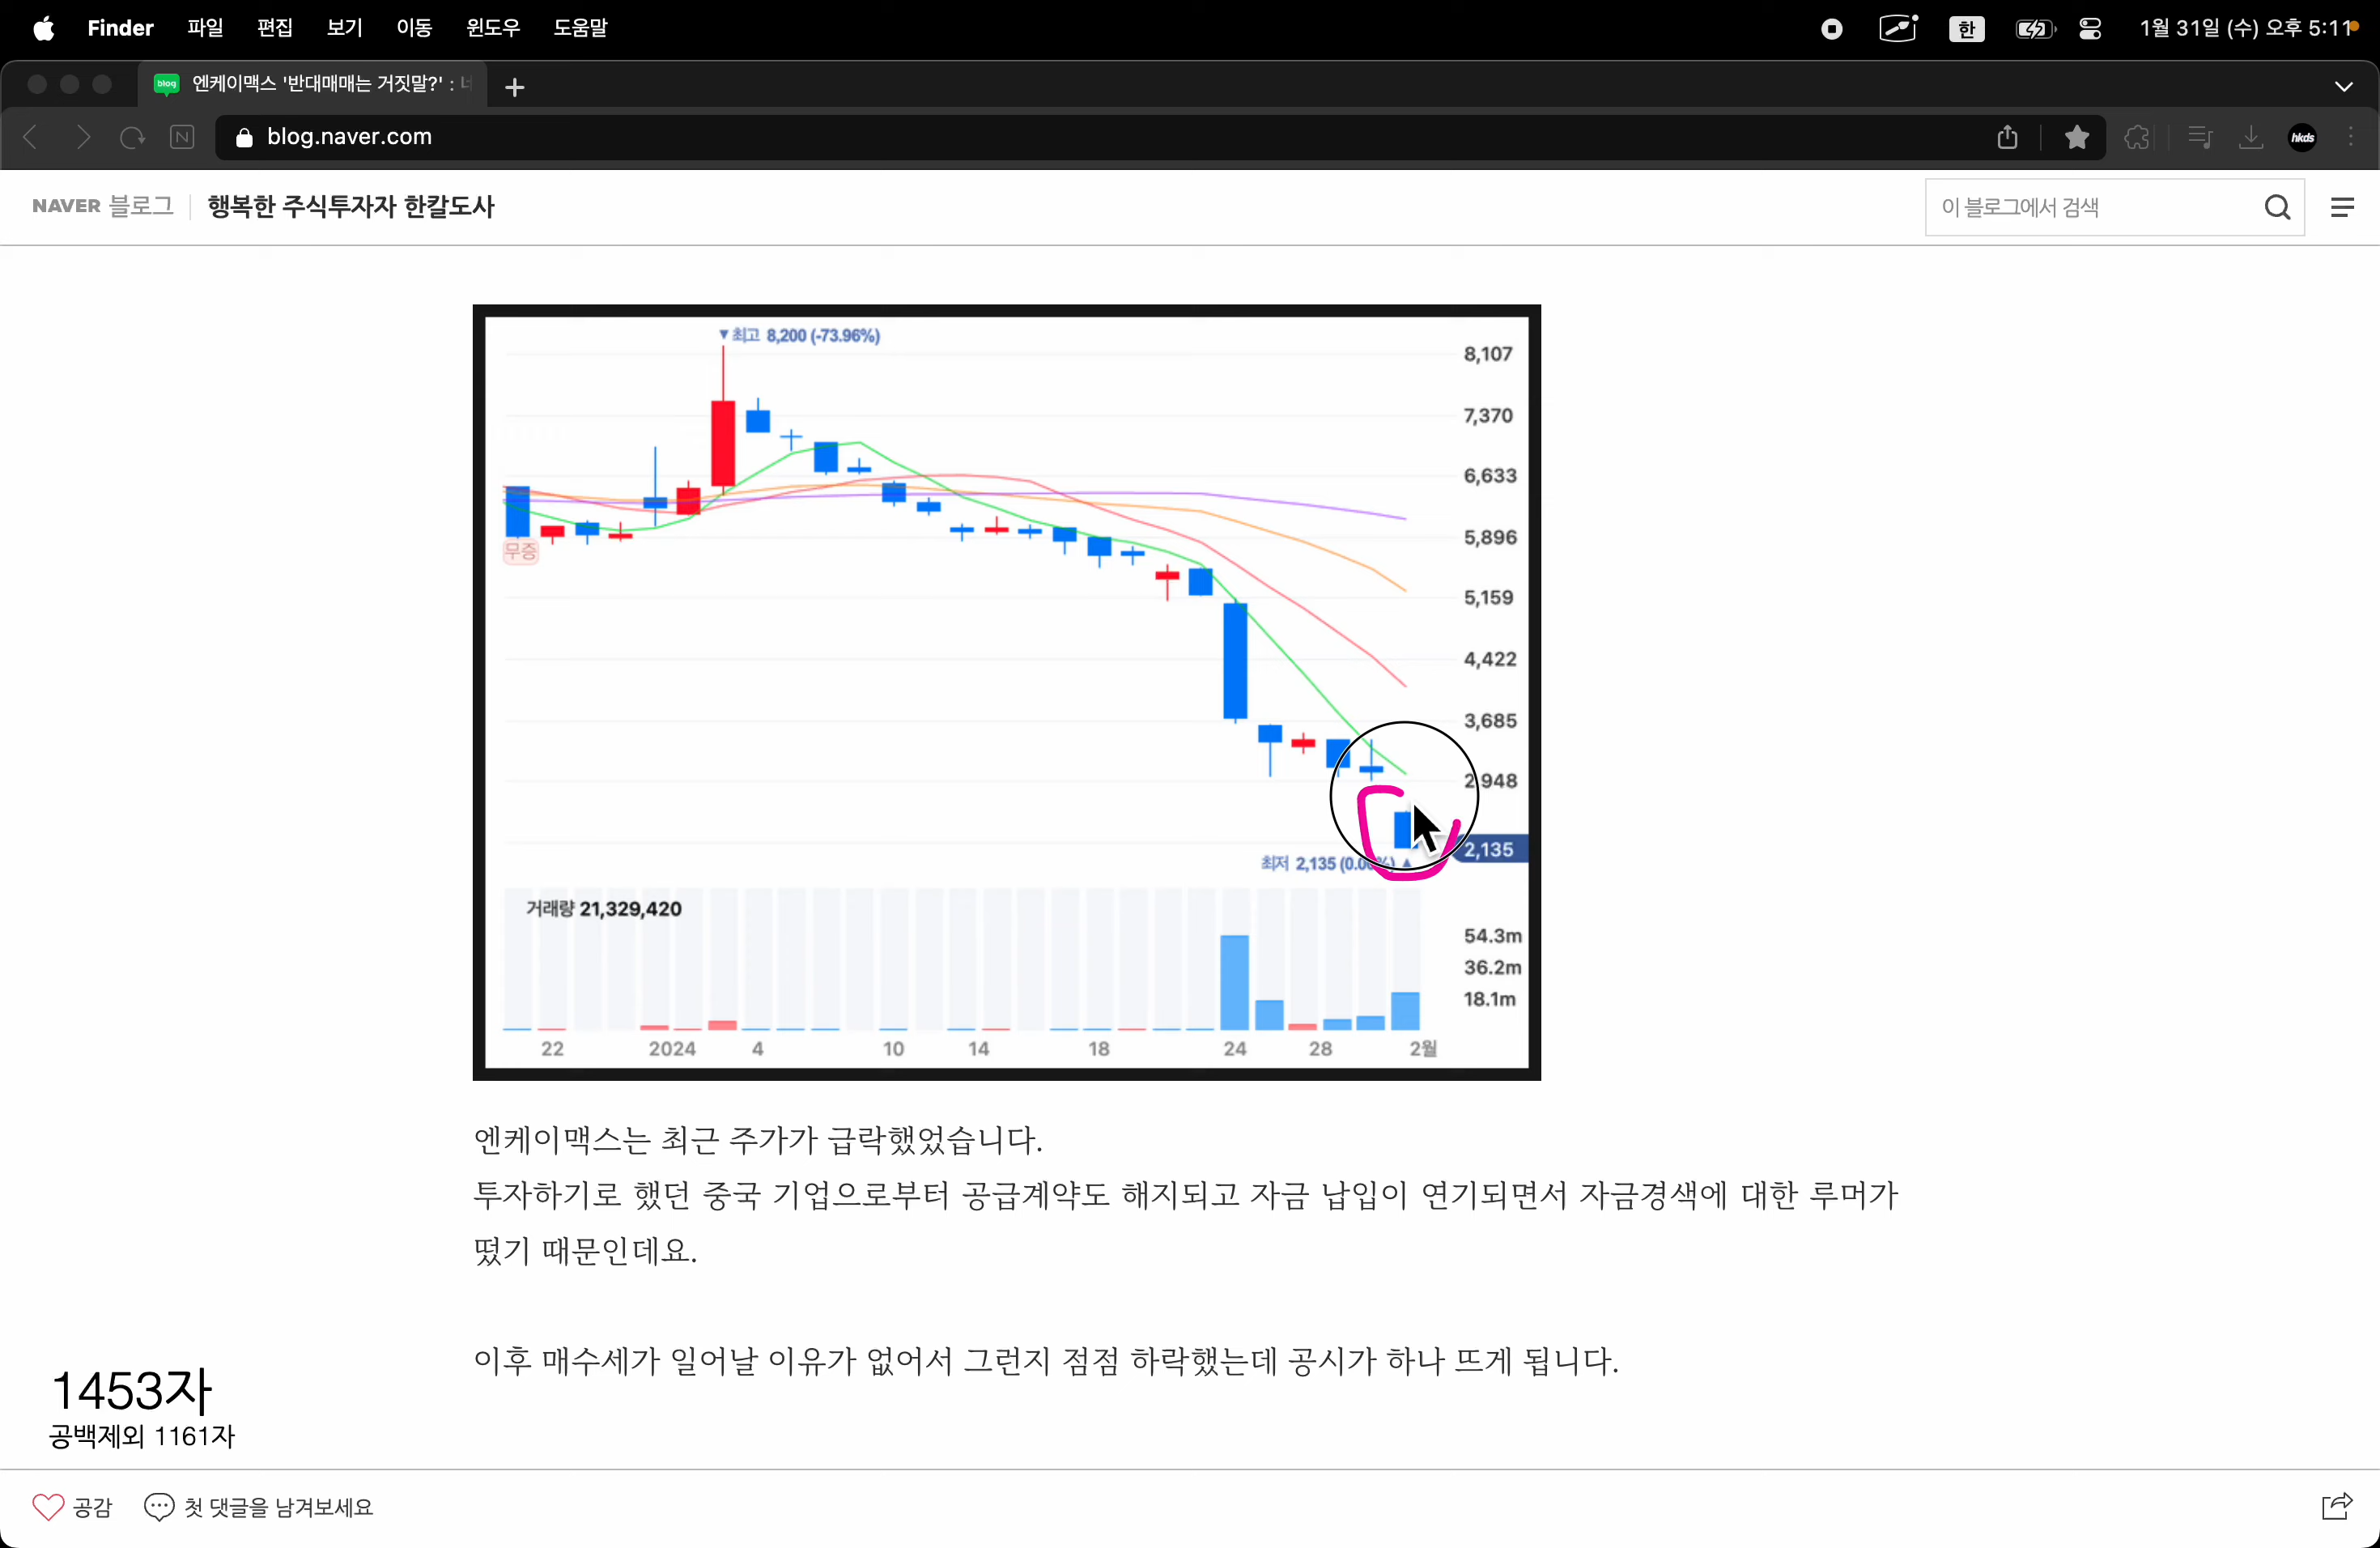 Finder 파일 편집 보기 이동 윈도우 도움말 한 1월 31일 (수) 오후 5:11
blog 엔케이맥스 '반대매매는 거짓말?' :
blog.naver.com hkds
NAVER 블로그 행복한 주식투자자 한칼도사 이 블로그에서 검색
▼최고 8,200 (-73.96%)
8,107
7,370
6,633
5,896
무증
5,159
4,422
3,685
2,948
2,135
최저 2,135 ▲
거래량 21,329,420
54.3m
36.2m
18.1m
22 2024 4 10 14 18 24 28 2월
엔케이맥스는 최근 주가가 급락했었습니다.
투자하기로 했던 중국 기업으로부터 공급계약도 해지되고 자금 납입이 연기되면서 자금경색에 대한 루머가
떴기 때문인데요.
이후 매수세가 일어날 이유가 없어서 그런지 점점 하락했는데 공시가 하나 뜨게 됩니다.
1453자
공백제외 1161자
공감 첫 댓글을 남겨보세요